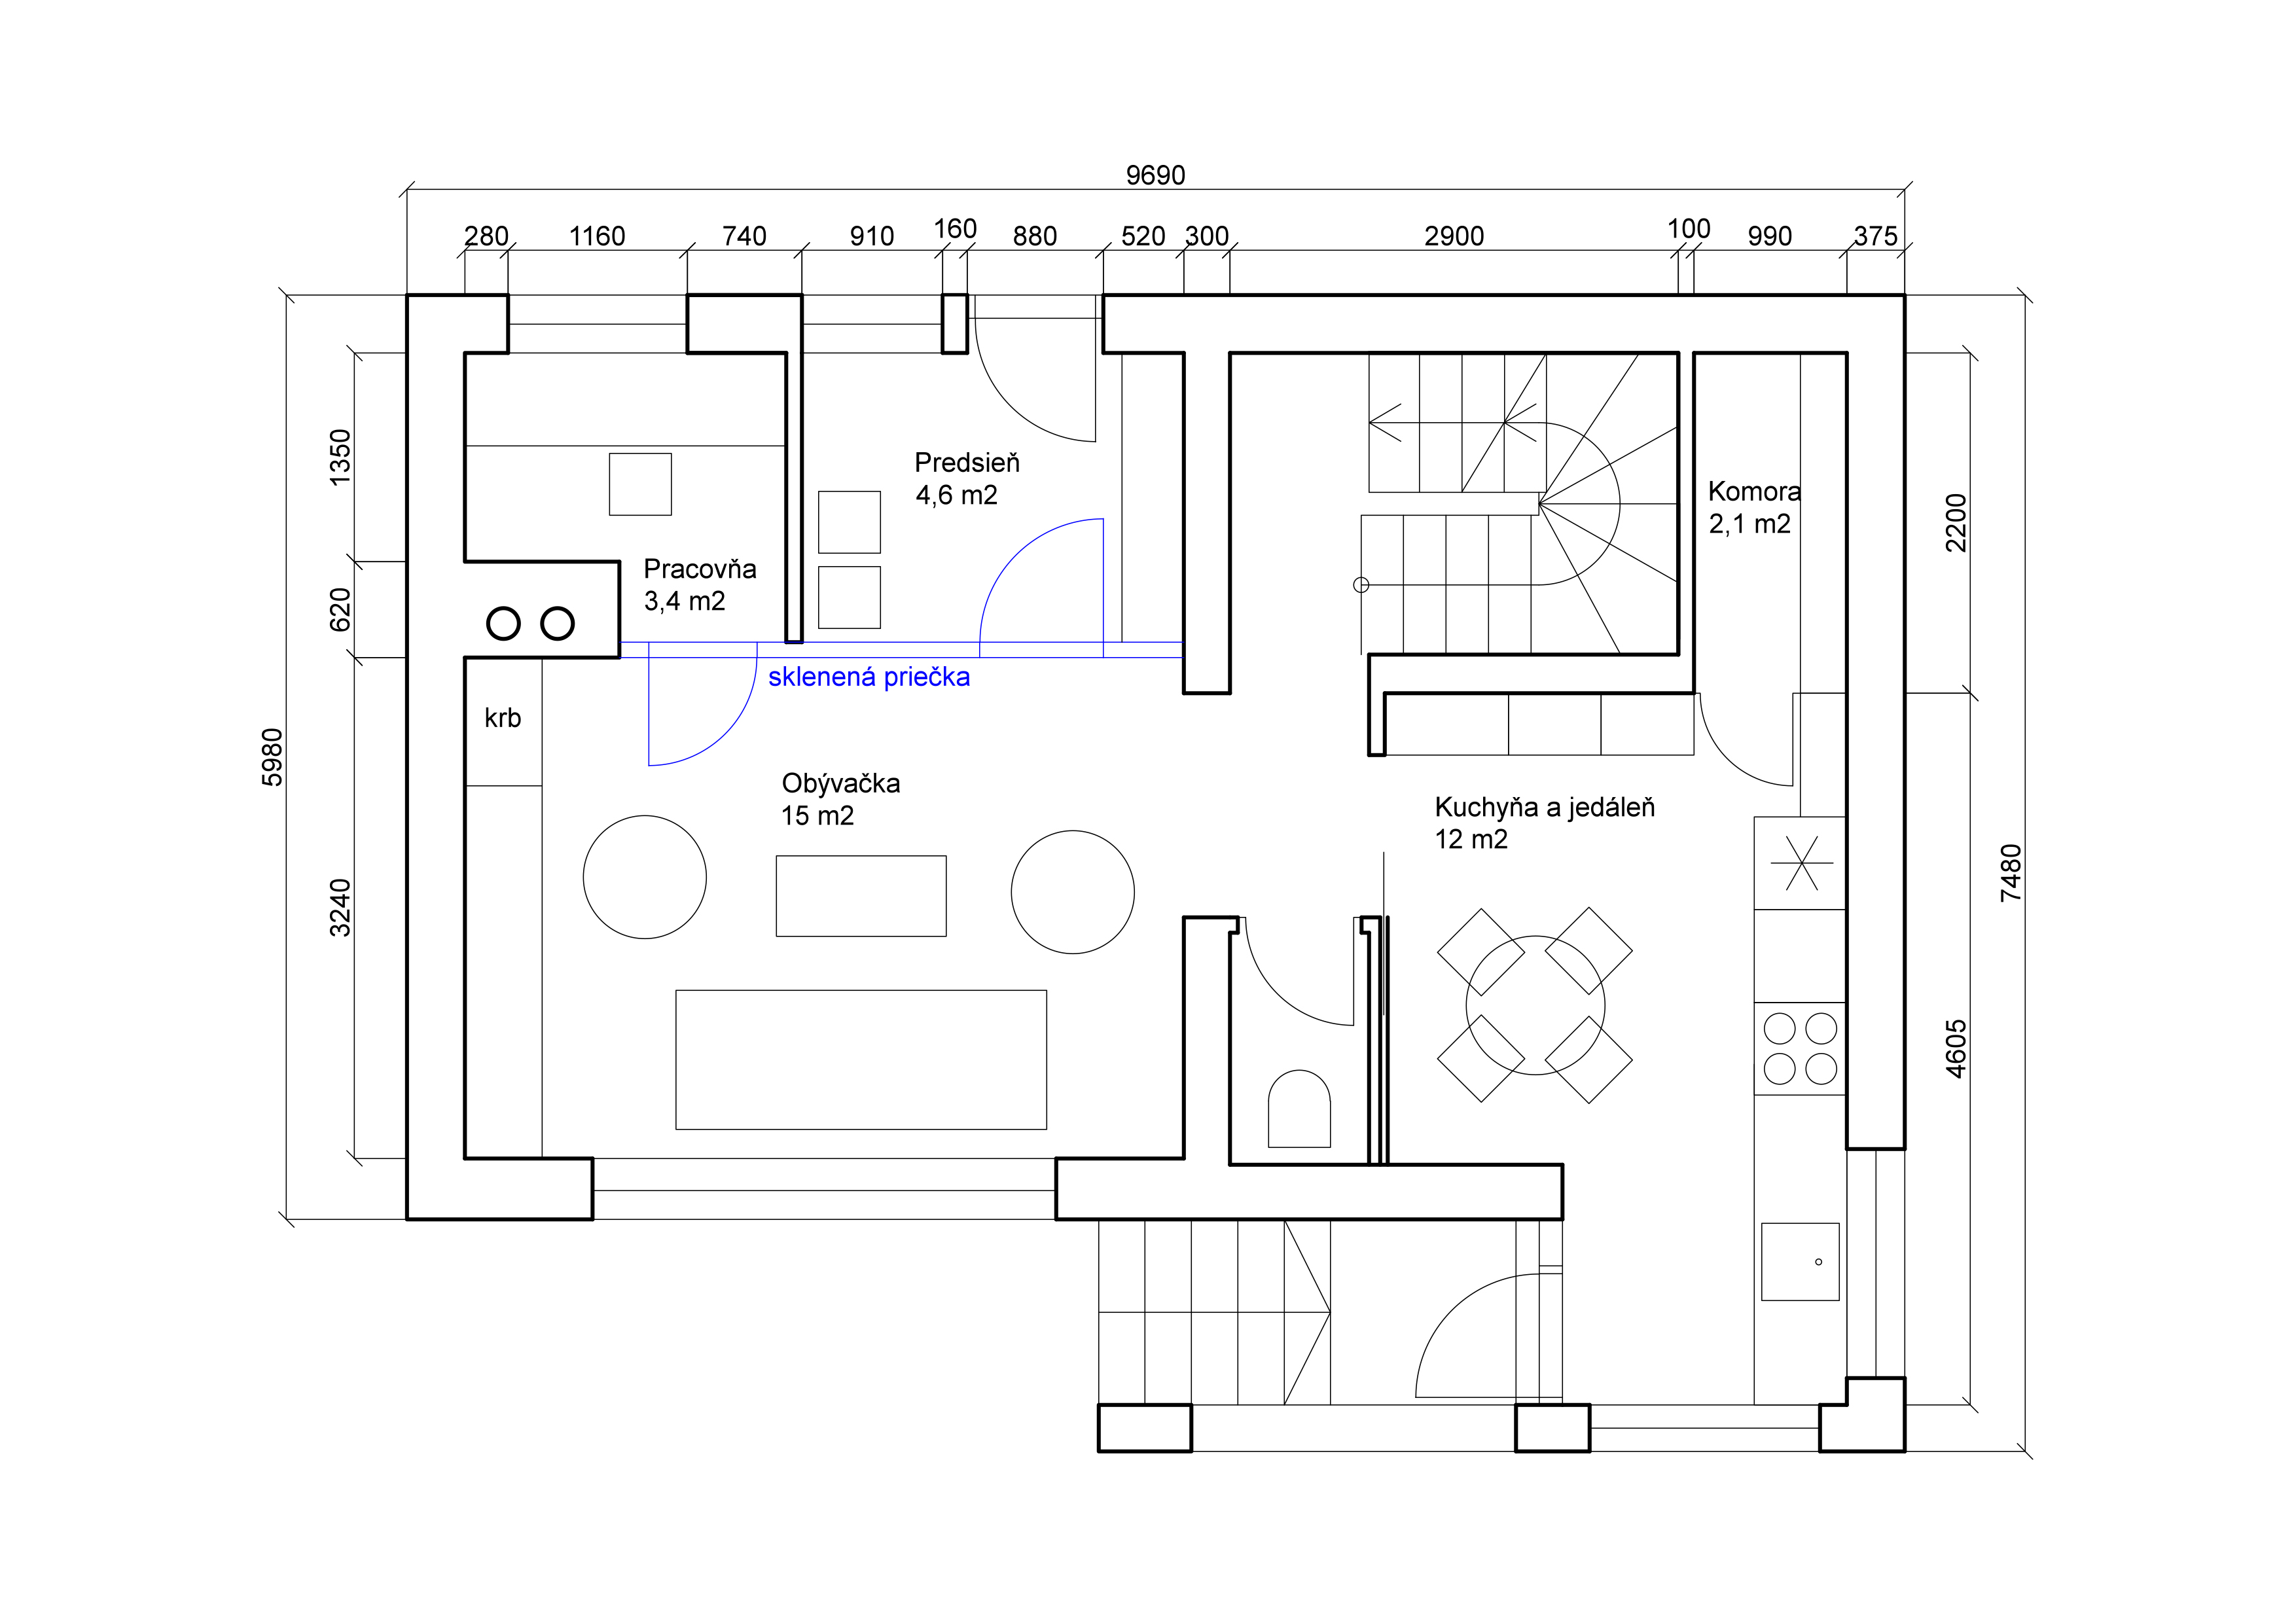 9690
280 1160 740 910 160 880 520 300 2900 100 990 375
1350
620
3240
5980
2200
4605
7480
Predsieň
4,6 m2
Komora
2,1 m2
Pracovňa
3,4 m2
sklenená priečka
krb
Obývačka
15 m2
Kuchyňa a jedáleň
12 m2